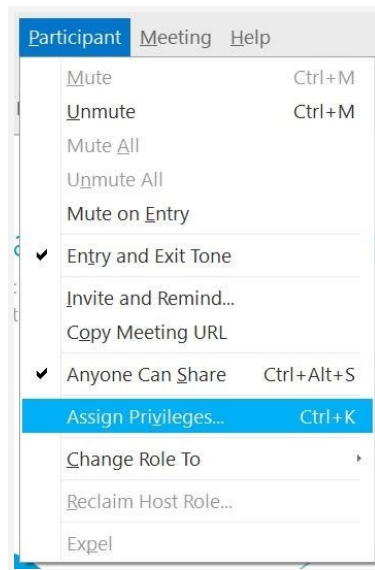 Participant Meeting Help
Mute Ctrl+M
Unmute Ctrl+M
Mute All
Unmute All
Mute on Entry
Entry and Exit Tone
Invite and Remind...
Copy Meeting URL
Anyone Can Share Ctrl+Alt+S
Assign Privileges... Ctrl+K
Change Role To
Reclaim Host Role...
Expel